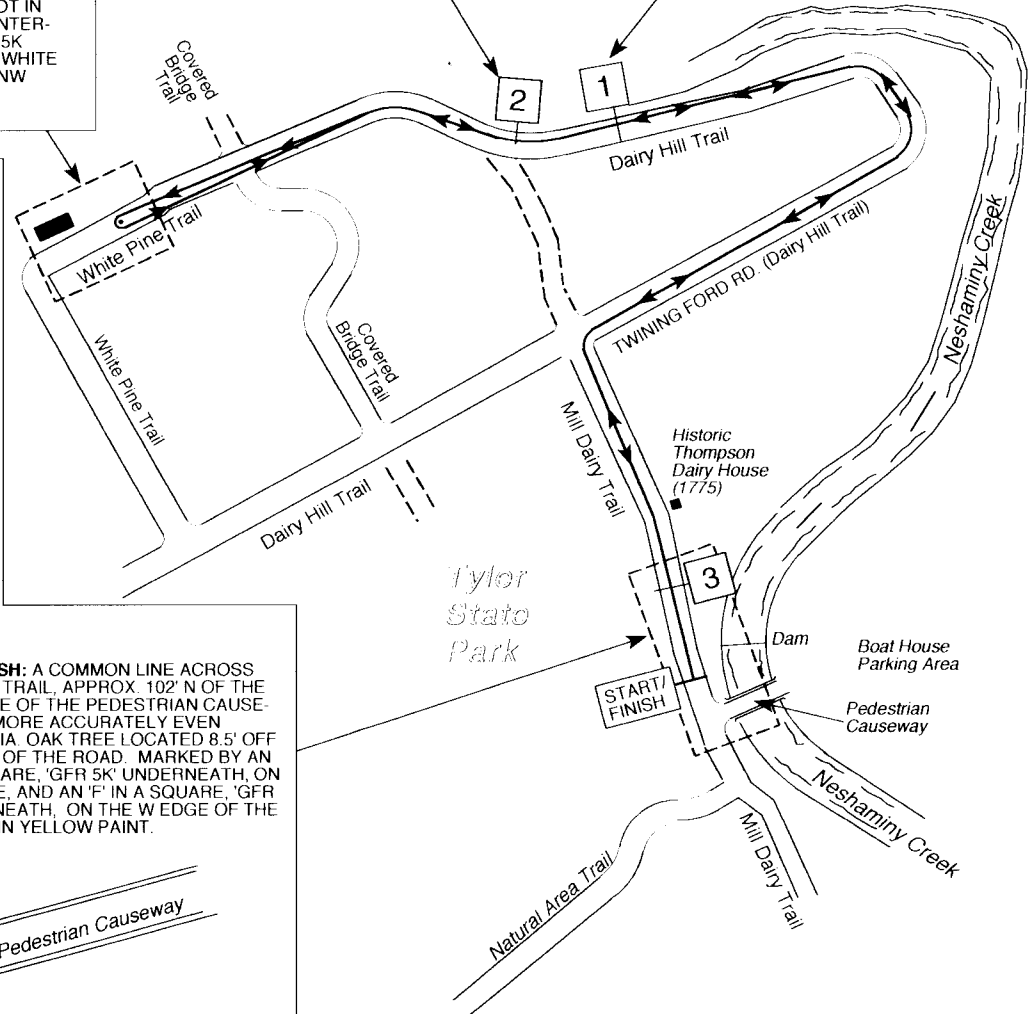 OT IN
NTER-
5K
WHITE
NW
Covered
Bridge
Trail
2
1
Dairy Hill Trail
White Pine Trail
TWINING FORD RD. (Dairy Hill Trail)
Neshaminy Creek
White Pine Trail
Covered
Bridge Trail
Mill Dairy Trail
Historic
Thompson
Dairy House
(1775)
Dairy Hill Trail
Tyler
State
Park
3
Dam
Boat House
Parking Area
START/
FINISH
Pedestrian
Causeway
SH: A COMMON LINE ACROSS
TRAIL, APPROX. 102' N OF THE
E OF THE PEDESTRIAN CAUSE-
MORE ACCURATELY EVEN
IA. OAK TREE LOCATED 8.5' OFF
OF THE ROAD. MARKED BY AN
ARE, 'GFR 5K' UNDERNEATH, ON
E, AND AN 'F' IN A SQUARE, 'GFR
NEATH, ON THE W EDGE OF THE
IN YELLOW PAINT.
Neshaminy Creek
Mill Dairy Trail
Natural Area Trail
Pedestrian Causeway